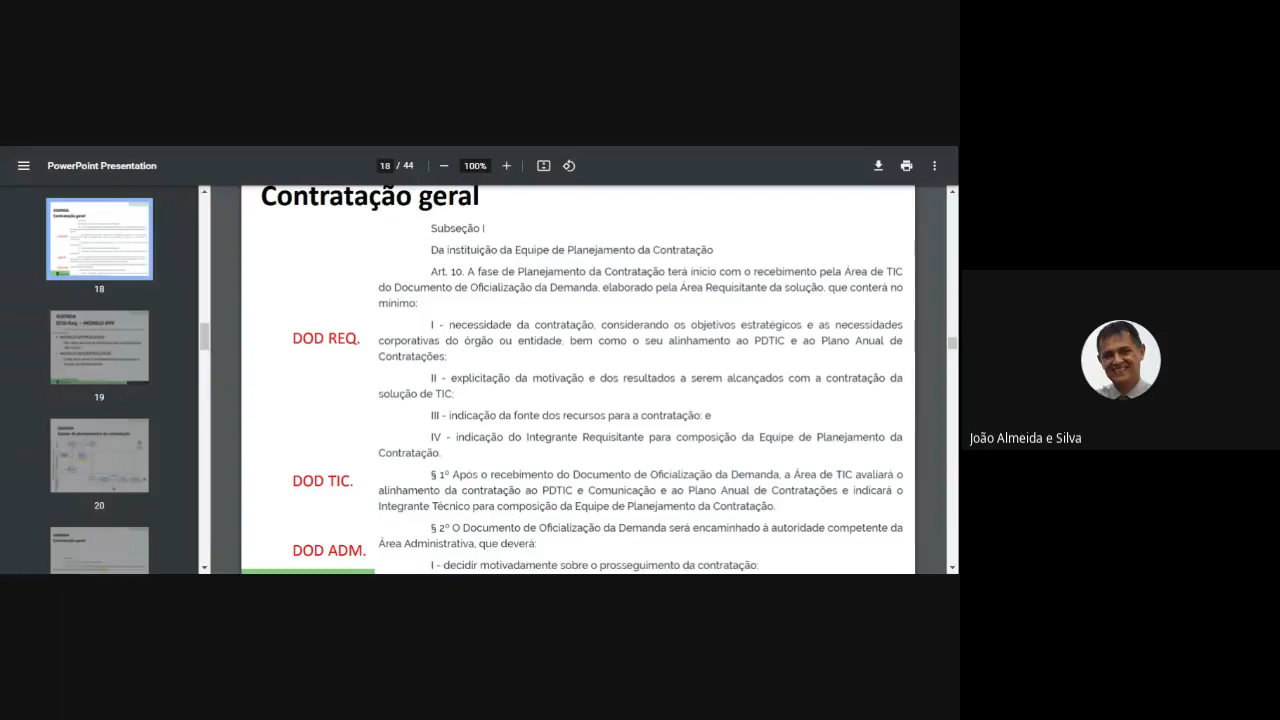 PowerPoint Presentation
18 / 44
100%
Contratação geral
Subseção I
Da instituição da Equipe de Planejamento da Contratação
Art. 10. A fase de Planejamento da Contratação terá início com o recebimento pela Área de TIC
do Documento de Oficialização da Demanda, elaborado pela Área Requisitante da solução, que conterá no
mínimo:
DOD REQ.
I - necessidade da contratação, considerando os objetivos estratégicos e as necessidades
corporativas do órgão ou entidade, bem como o seu alinhamento ao PDTIC e ao Plano Anual de
Contratações;
II - explicitação da motivação e dos resultados a serem alcançados com a contratação da
solução de TIC;
III - indicação da fonte dos recursos para a contratação; e
IV - indicação do Integrante Requisitante para composição da Equipe de Planejamento da
Contratação.
DOD TIC.
§ 1º Após o recebimento do Documento de Oficialização da Demanda, a Área de TIC avaliará o
alinhamento da contratação ao PDTIC e Comunicação e ao Plano Anual de Contratações e indicará o
Integrante Técnico para composição da Equipe de Planejamento da Contratação.
§ 2º O Documento de Oficialização da Demanda será encaminhado à autoridade competente da
Área Administrativa, que deverá:
DOD ADM.
I - decidir motivadamente sobre o prosseguimento da contratação;
Contratação geral
18
19
Equipe de planejamento da contratação
20
Contratação geral
João Almeida e Silva